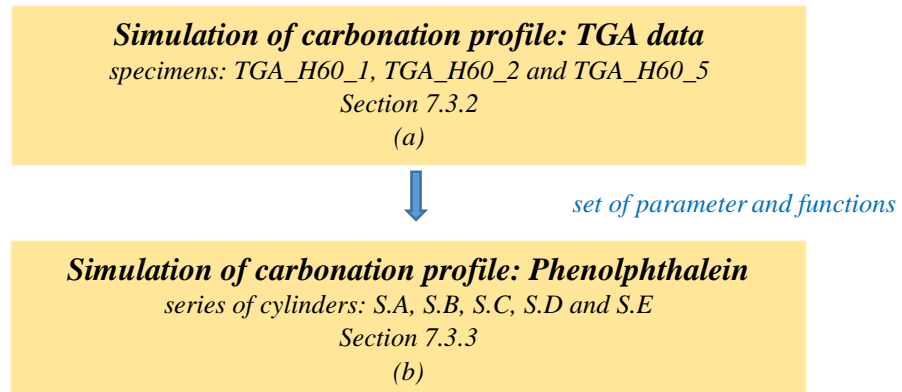 Simulation of carbonation profile: TGA data
specimens: TGA_H60_1, TGA_H60_2 and TGA_H60_5
Section 7.3.2
(a)
set of parameter and functions
Simulation of carbonation profile: Phenolphthalein
series of cylinders: S.A, S.B, S.C, S.D and S.E
Section 7.3.3
(b)